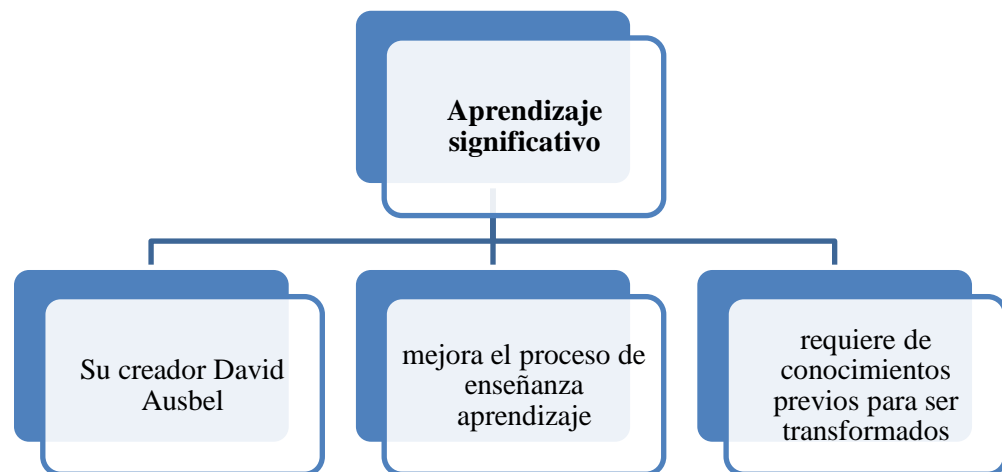 Aprendizaje
significativo
Su creador David
Ausbel
mejora el proceso de
enseñanza
aprendizaje
requiere de
conocimientos
previos para ser
transformados